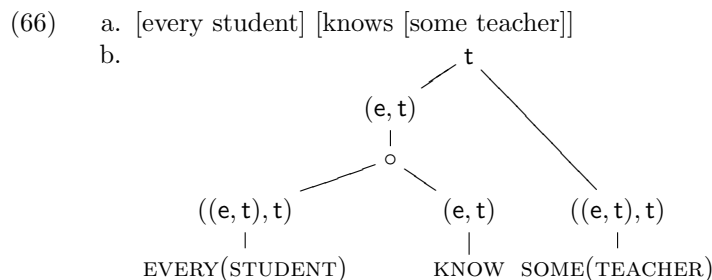 (66) a. [every student] [knows [some teacher]]
b.
t
(e, t)
∘
((e, t), t) (e, t) ((e, t), t)
EVERY(STUDENT) KNOW SOME(TEACHER)